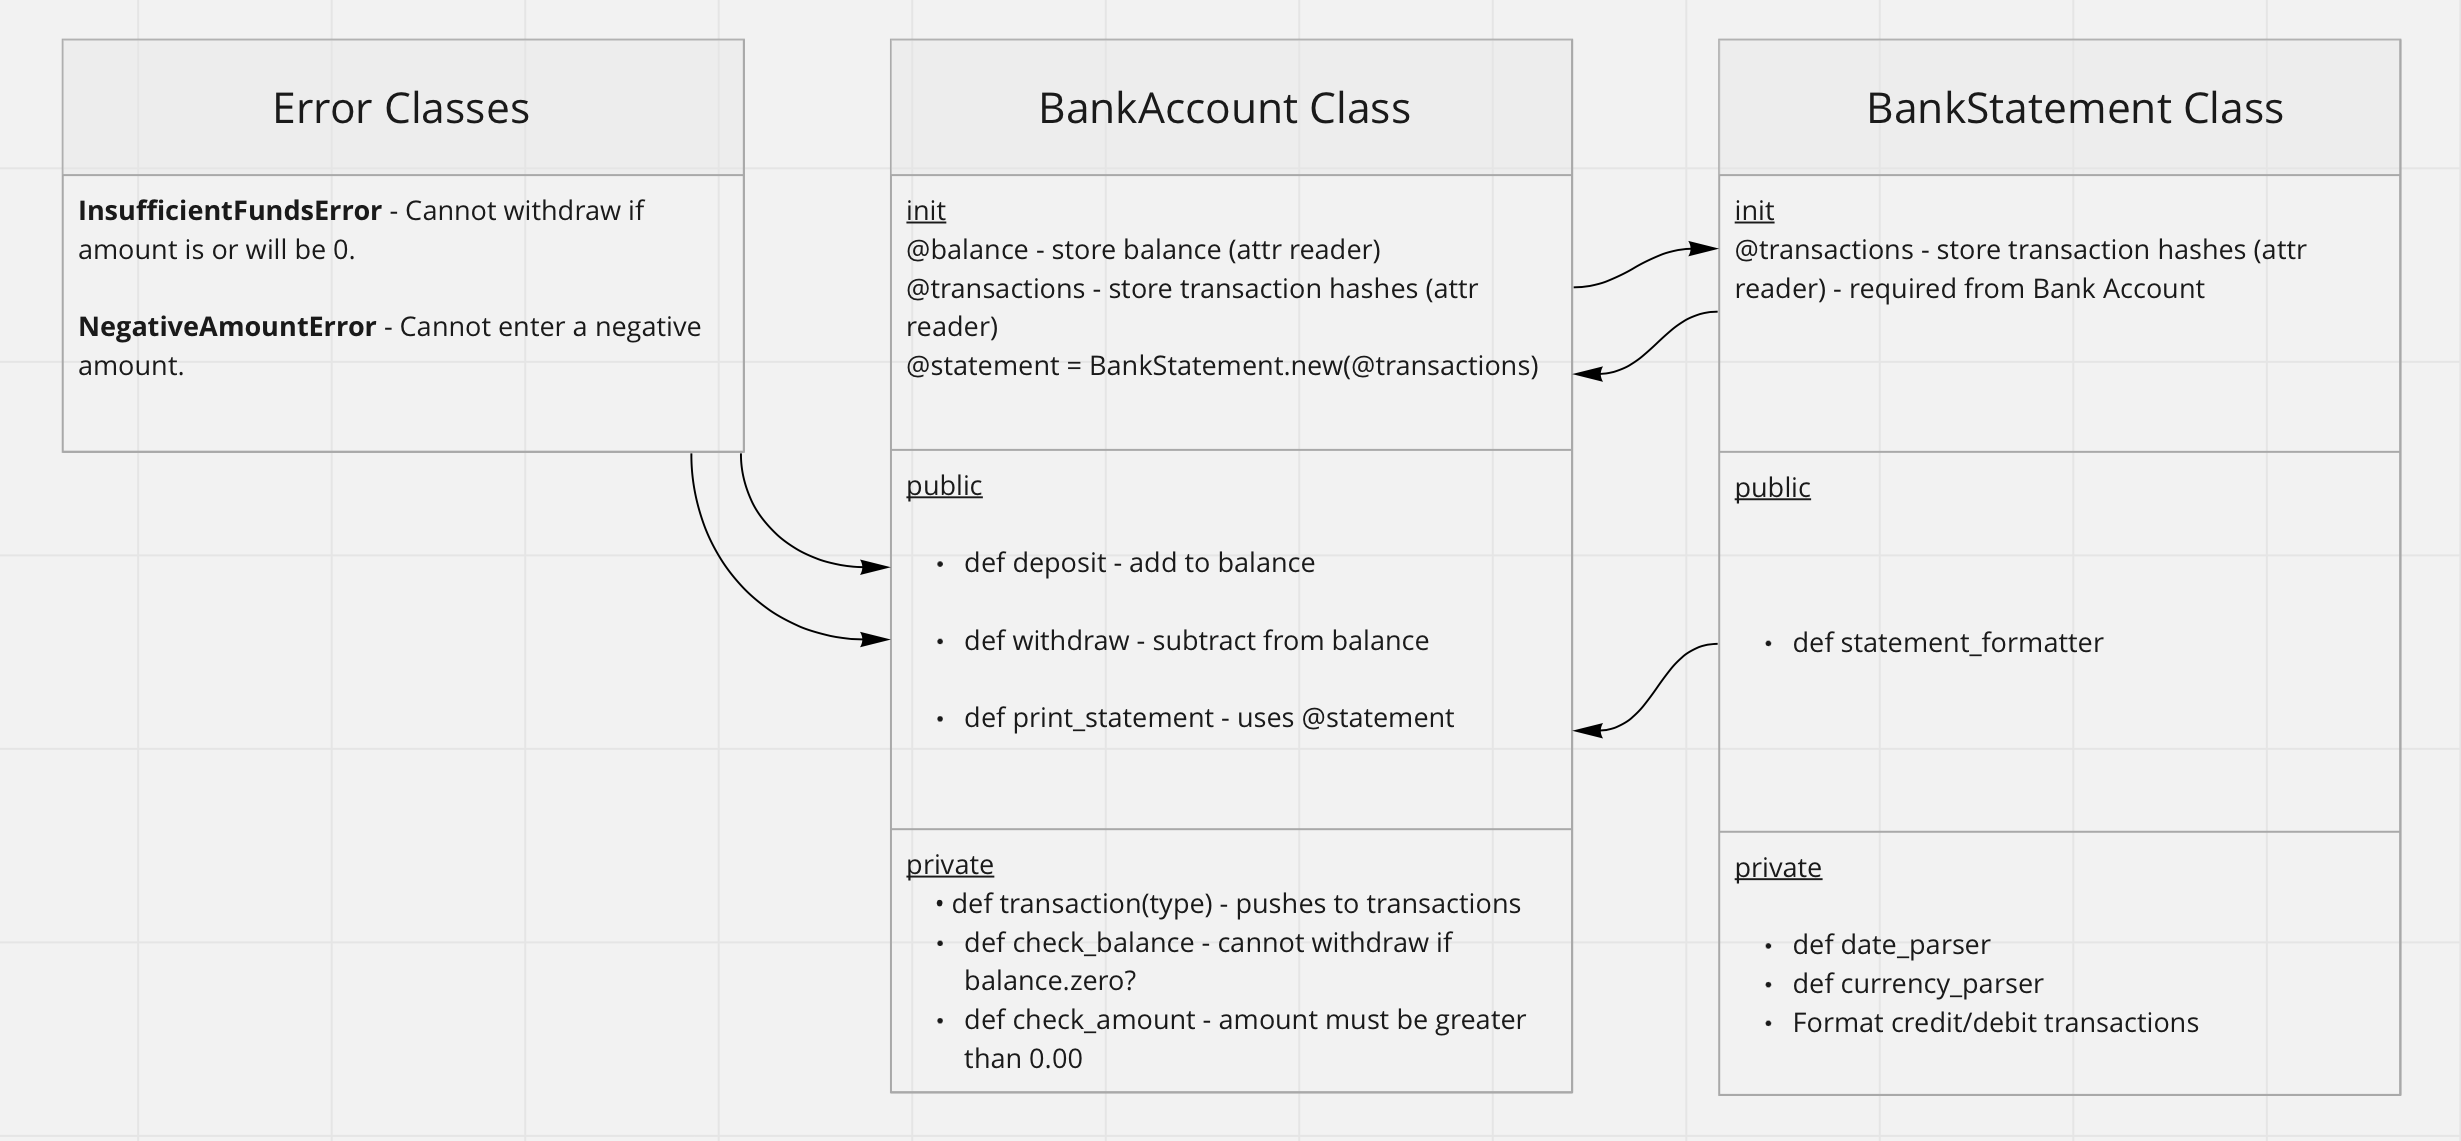 Error Classes
InsufficientFundsError - Cannot withdraw if
amount is or will be 0.
NegativeAmountError - Cannot enter a negative
amount.
BankAccount Class
init
@balance - store balance (attr reader)
@transactions - store transaction hashes (attr
reader)
@statement = BankStatement.new(@transactions)
public
• def deposit - add to balance
• def withdraw - subtract from balance
• def print_statement - uses @statement
private
• def transaction(type) - pushes to transactions
• def check_balance - cannot withdraw if
balance.zero?
• def check_amount - amount must be greater
than 0.00
BankStatement Class
init
@transactions - store transaction hashes (attr
reader) - required from Bank Account
public
• def statement_formatter
private
• def date_parser
• def currency_parser
• Format credit/debit transactions